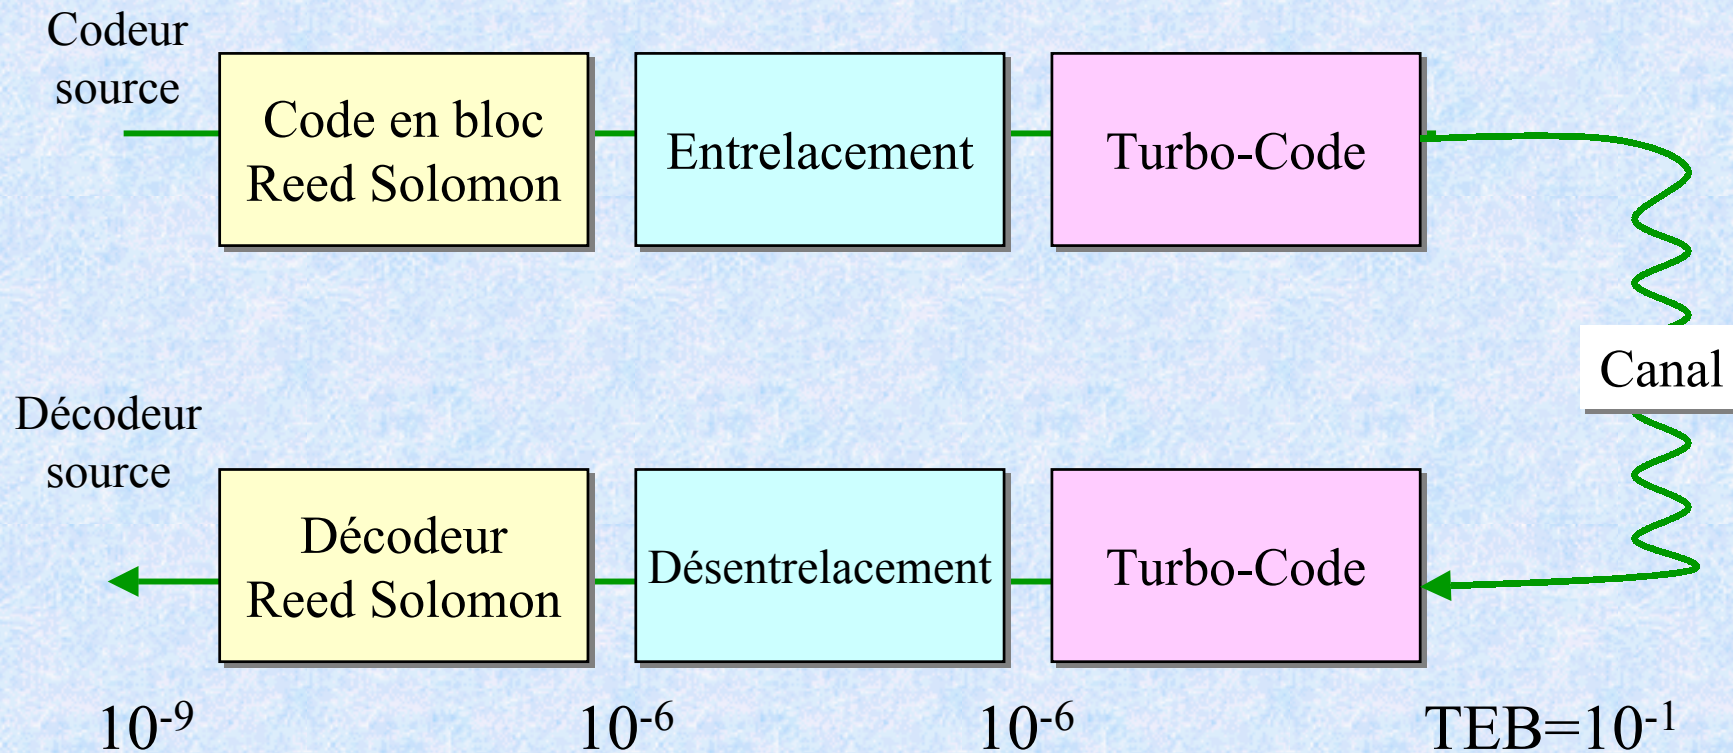 Codeur
source
Code en bloc
Reed Solomon
Entrelacement
Turbo-Code
Canal
Décodeur
source
Décodeur
Reed Solomon
Désentrelacement
Turbo-Code
10⁻⁹
10⁻⁶
10⁻⁶
TEB=10⁻¹